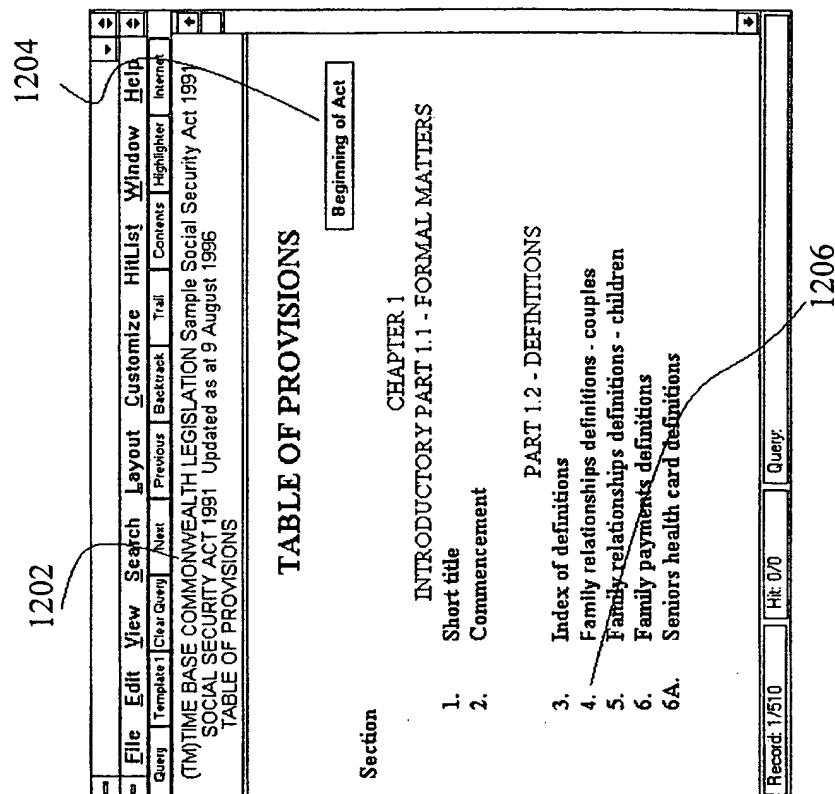 1204
1202
File Edit View Search Layout Customize HitList Window Help
Query Template 1 Clear Query Next Previous Backtrack Trail Contents Highlighter Internet
(TM)TIME BASE COMMONWEALTH LEGISLATION Sample Social Security Act 1991
SOCIAL SECURITY ACT 1991 Updated as at 9 August 1996
TABLE OF PROVISIONS
TABLE OF PROVISIONS
Beginning of Act
Section
CHAPTER 1
INTRODUCTORY PART 1.1 - FORMAL MATTERS
1. Short title
2. Commencement
PART 1.2 - DEFINITIONS
3. Index of definitions
4. Family relationships definitions - couples
5. Family relationships definitions - children
6. Family payments definitions
6A. Seniors health card definitions
Record: 1/510 Hit: 0/0 Query:
1206